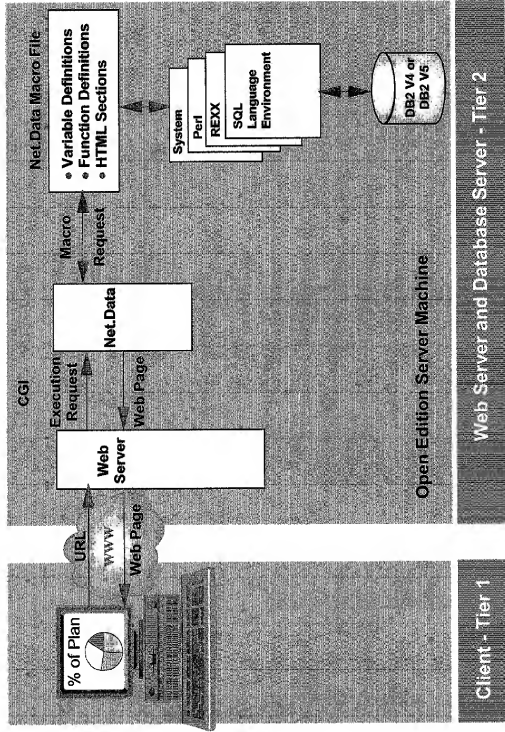 % of Plan
URL
WWW
Web Page
Client - Tier 1
CGI
Web
Server
Execution
Request
Web Page
Net.Data
Macro
Request
Net.Data Macro File
• Variable Definitions
• Function Definitions
• HTML Sections
System
Perl
REXX
SQL
Language
Environment
DB2 V4 or
DB2 V5
Open Edition Server Machine
Web Server and Database Server - Tier 2